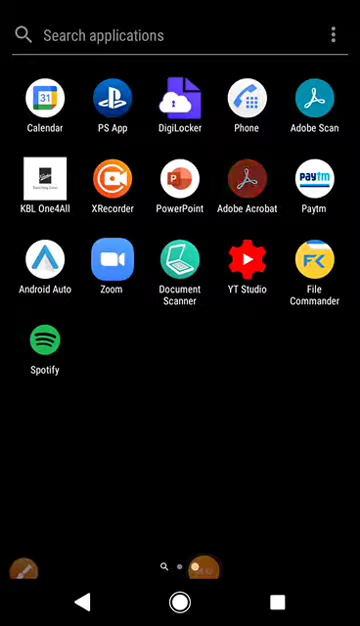 Search applications
31
Calendar
PS App
DigiLocker
Phone
Adobe Scan
KBL One4All
XRecorder
PowerPoint
Adobe Acrobat
Paytm
Android Auto
Zoom
Document
Scanner
YT Studio
File
Commander
Spotify